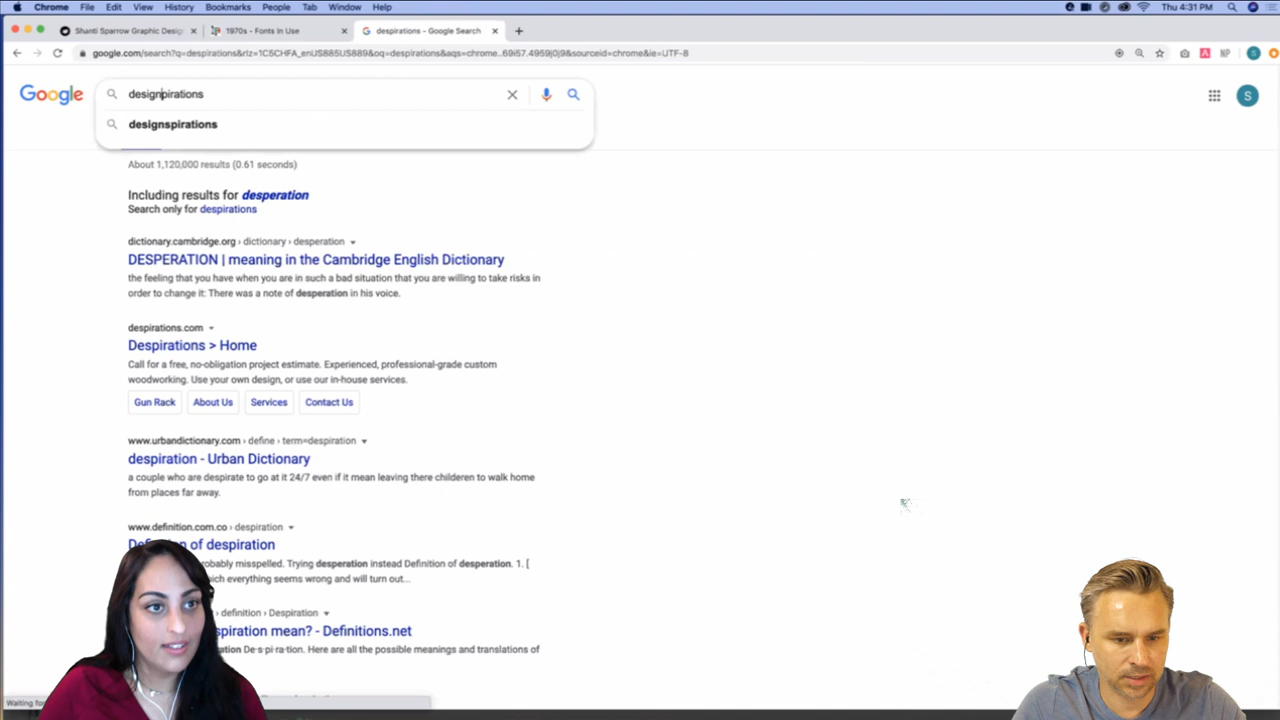 Chrome File Edit View History Bookmarks People Tab Window Help Thu 4:31 PM
Shanti Sparrow Graphic Desig 1970s - Fonts In Use despirations - Google Search
google.com/search?q=despirations&rlz=1C5CHFA_enUS885US889&oq=despirations&aqs=chrome..69i57.4959j0j9&sourceid=chrome&ie=UTF-8
Google designpirations S
designspirations
About 1,120,000 results (0.61 seconds)
Including results for desperation
Search only for despirations
dictionary.cambridge.org › dictionary › desperation
DESPERATION | meaning in the Cambridge English Dictionary
the feeling that you have when you are in such a bad situation that you are willing to take risks in
order to change it: There was a note of desperation in his voice.
despirations.com
Despirations > Home
Call for a free, no-obligation project estimate. Experienced, professional-grade custom
woodworking. Use your own design, or use our in-house services.
Gun Rack About Us Services Contact Us
www.urbandictionary.com › define › term=despiration
despiration - Urban Dictionary
a couple who are despirate to go at it 24/7 even if it mean leaving there childeren to walk home
from places far away.
www.definition.com.co › despiration
of despiration
probably misspelled. Trying desperation instead Definition of desperation. 1. [
which everything seems wrong and will turn out...
› definition › Despiration
spiration mean? - Definitions.net
De·s·pi·ra·tion. Here are all the possible meanings and translations of
Waiting for